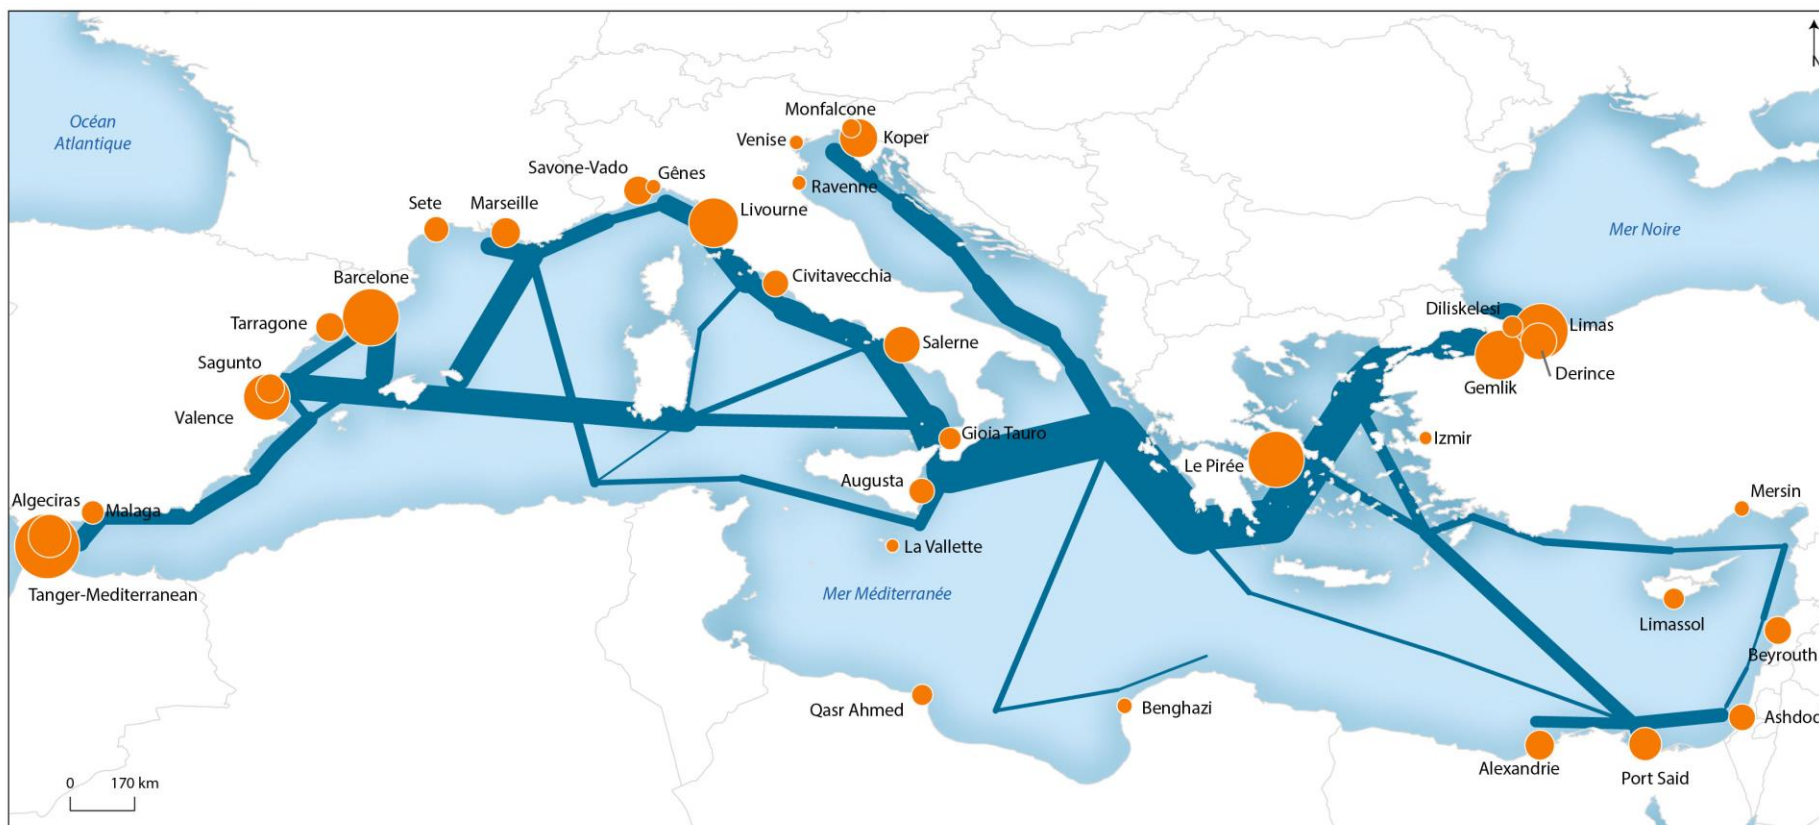 N
Océan
Atlantique
Mer Noire
Mer Méditerranée
Monfalcone
Venise
Koper
Ravenne
Savone-Vado
Gênes
Sete
Marseille
Livourne
Barcelone
Civitavecchia
Tarragone
Sagunto
Valence
Salerne
Diliskelesi
Limas
Derince
Gemlik
Gioia Tauro
Izmir
Le Pirée
Augusta
Algeciras
Malaga
Mersin
La Vallette
Tanger-Mediterranean
Limassol
Beyrouth
Qasr Ahmed
Benghazi
Ashdod
Alexandrie
Port Said
0 170 km